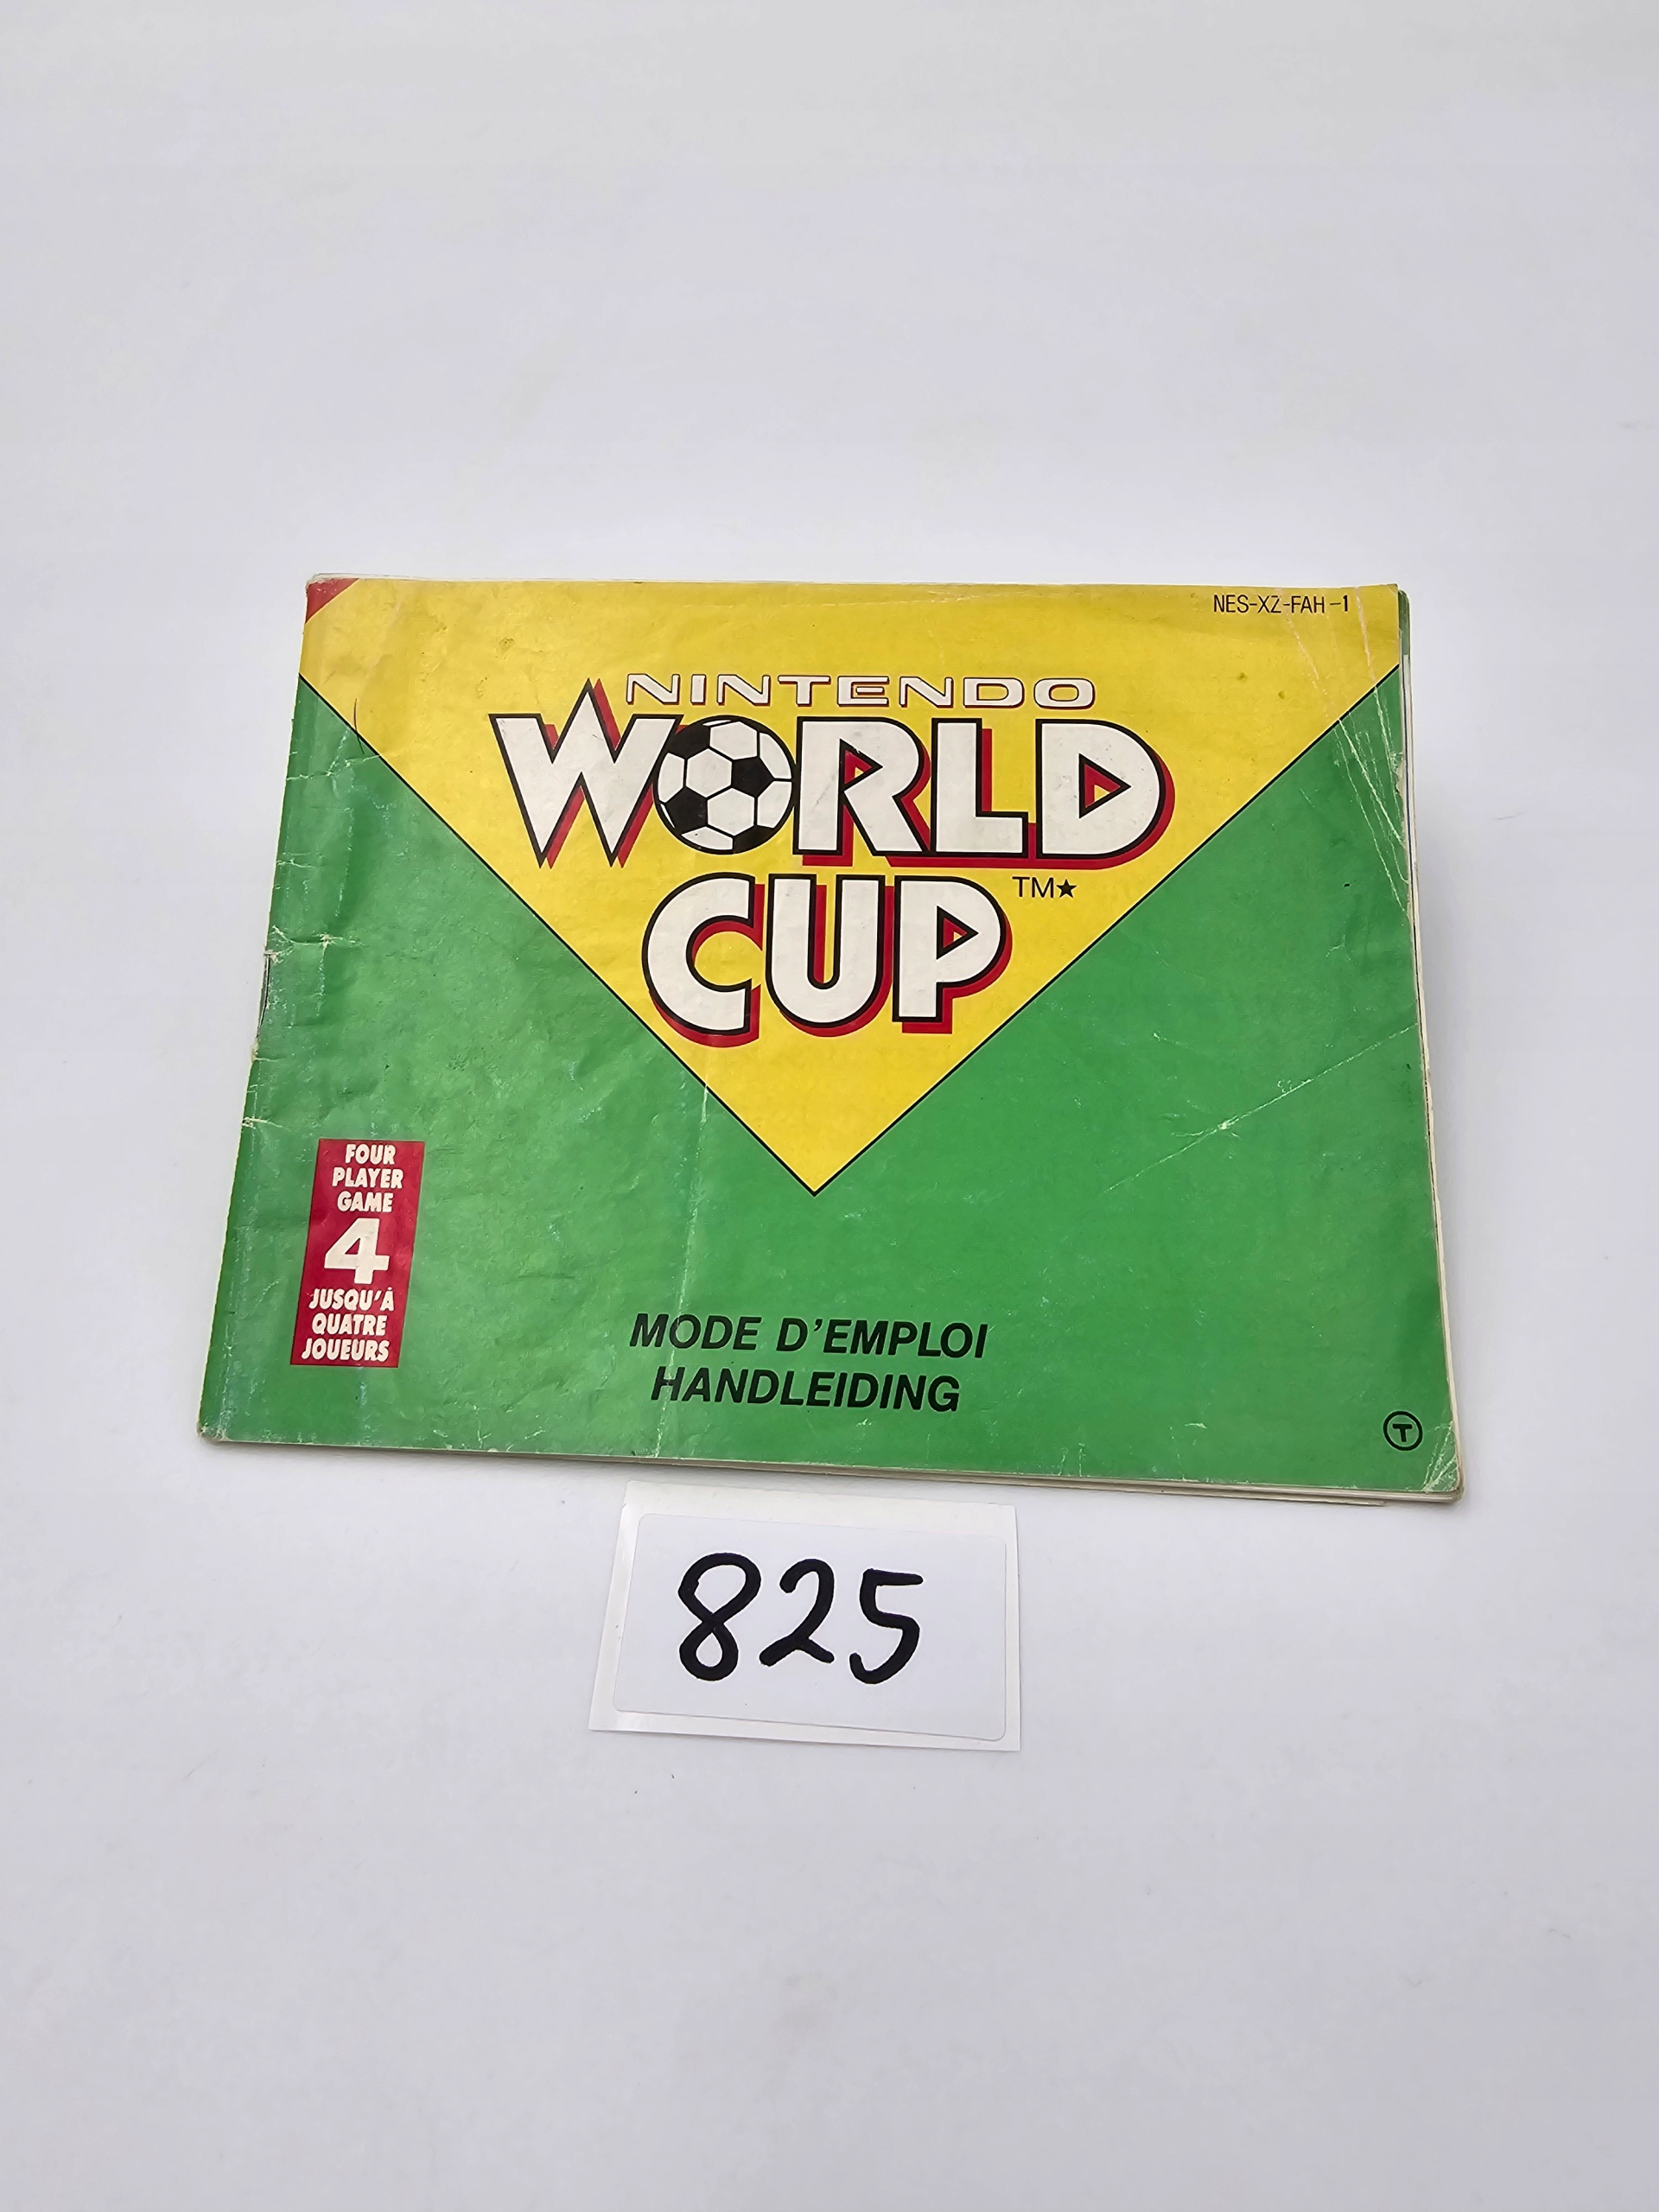 NES-XZ-FAH-1
NINTENDO
WORLD
CUP TM★
FOUR
PLAYER
GAME
4
JUSQU'À
QUATRE
JOUEURS
MODE D'EMPLOI
HANDLEIDING
T
825